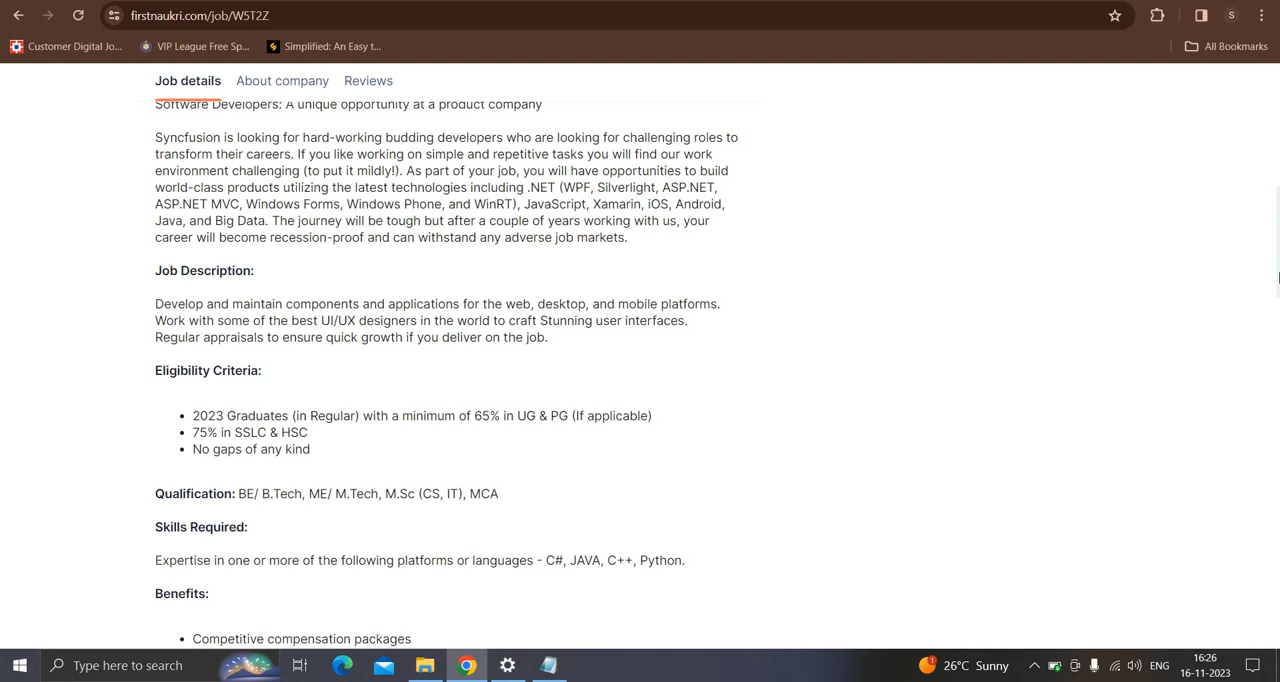 firstnaukri.com/job/W5T2Z
S
Customer Digital Jo...
VIP League Free Sp...
Simplified: An Easy t...
All Bookmarks
Job details
About company
Reviews
Software Developers: A unique opportunity at a product company
Syncfusion is looking for hard-working budding developers who are looking for challenging roles to
transform their careers. If you like working on simple and repetitive tasks you will find our work
environment challenging (to put it mildly!). As part of your job, you will have opportunities to build
world-class products utilizing the latest technologies including .NET (WPF, Silverlight, ASP.NET,
ASP.NET MVC, Windows Forms, Windows Phone, and WinRT), JavaScript, Xamarin, iOS, Android,
Java, and Big Data. The journey will be tough but after a couple of years working with us, your
career will become recession-proof and can withstand any adverse job markets.
Job Description:
Develop and maintain components and applications for the web, desktop, and mobile platforms.
Work with some of the best UI/UX designers in the world to craft Stunning user interfaces.
Regular appraisals to ensure quick growth if you deliver on the job.
Eligibility Criteria:
• 2023 Graduates (in Regular) with a minimum of 65% in UG & PG (If applicable)
• 75% in SSLC & HSC
• No gaps of any kind
Qualification: BE/ B.Tech, ME/ M.Tech, M.Sc (CS, IT), MCA
Skills Required:
Expertise in one or more of the following platforms or languages - C#, JAVA, C++, Python.
Benefits:
• Competitive compensation packages
Type here to search
1
26°C Sunny
ENG
16:26
16-11-2023